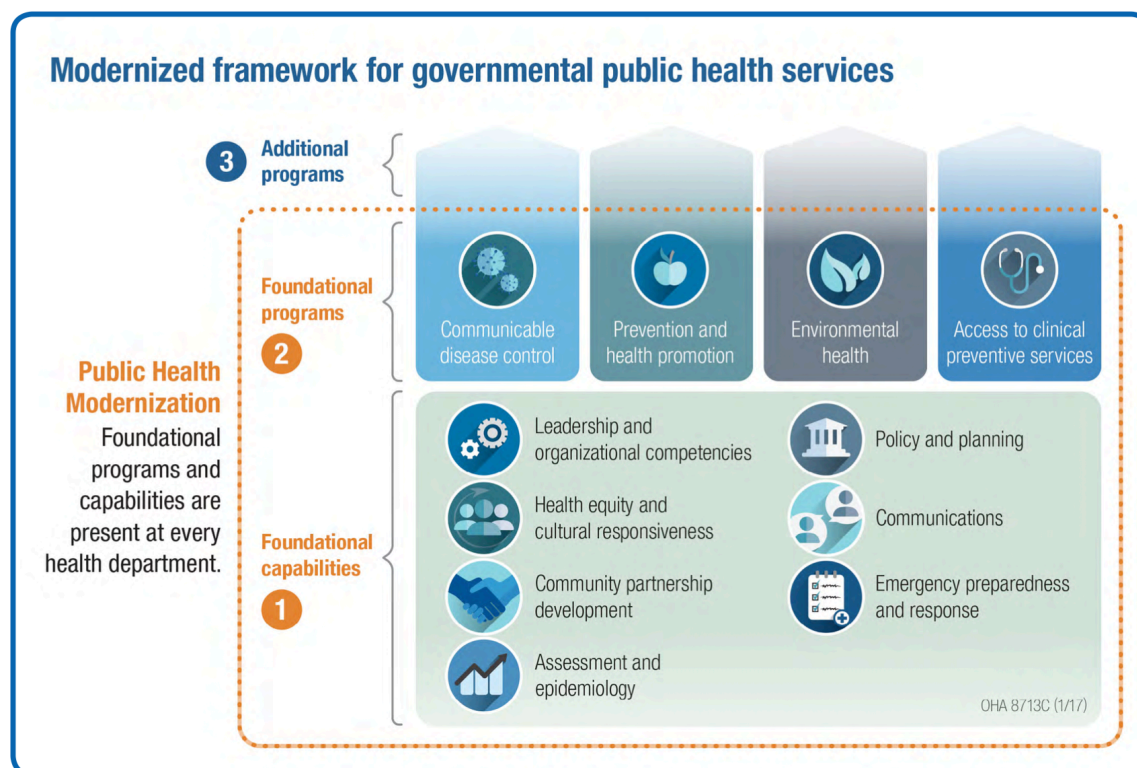 Modernized framework for governmental public health services
3
Additional
programs
Foundational
programs
2
Communicable
disease control
Prevention and
health promotion
Environmental
health
Access to clinical
preventive services
Public Health
Modernization
Foundational
programs and
capabilities are
present at every
health department.
Foundational
capabilities
1
Leadership and
organizational competencies
Health equity and
cultural responsiveness
Community partnership
development
Assessment and
epidemiology
Policy and planning
Communications
Emergency preparedness
and response
OHA 8713C (1/17)